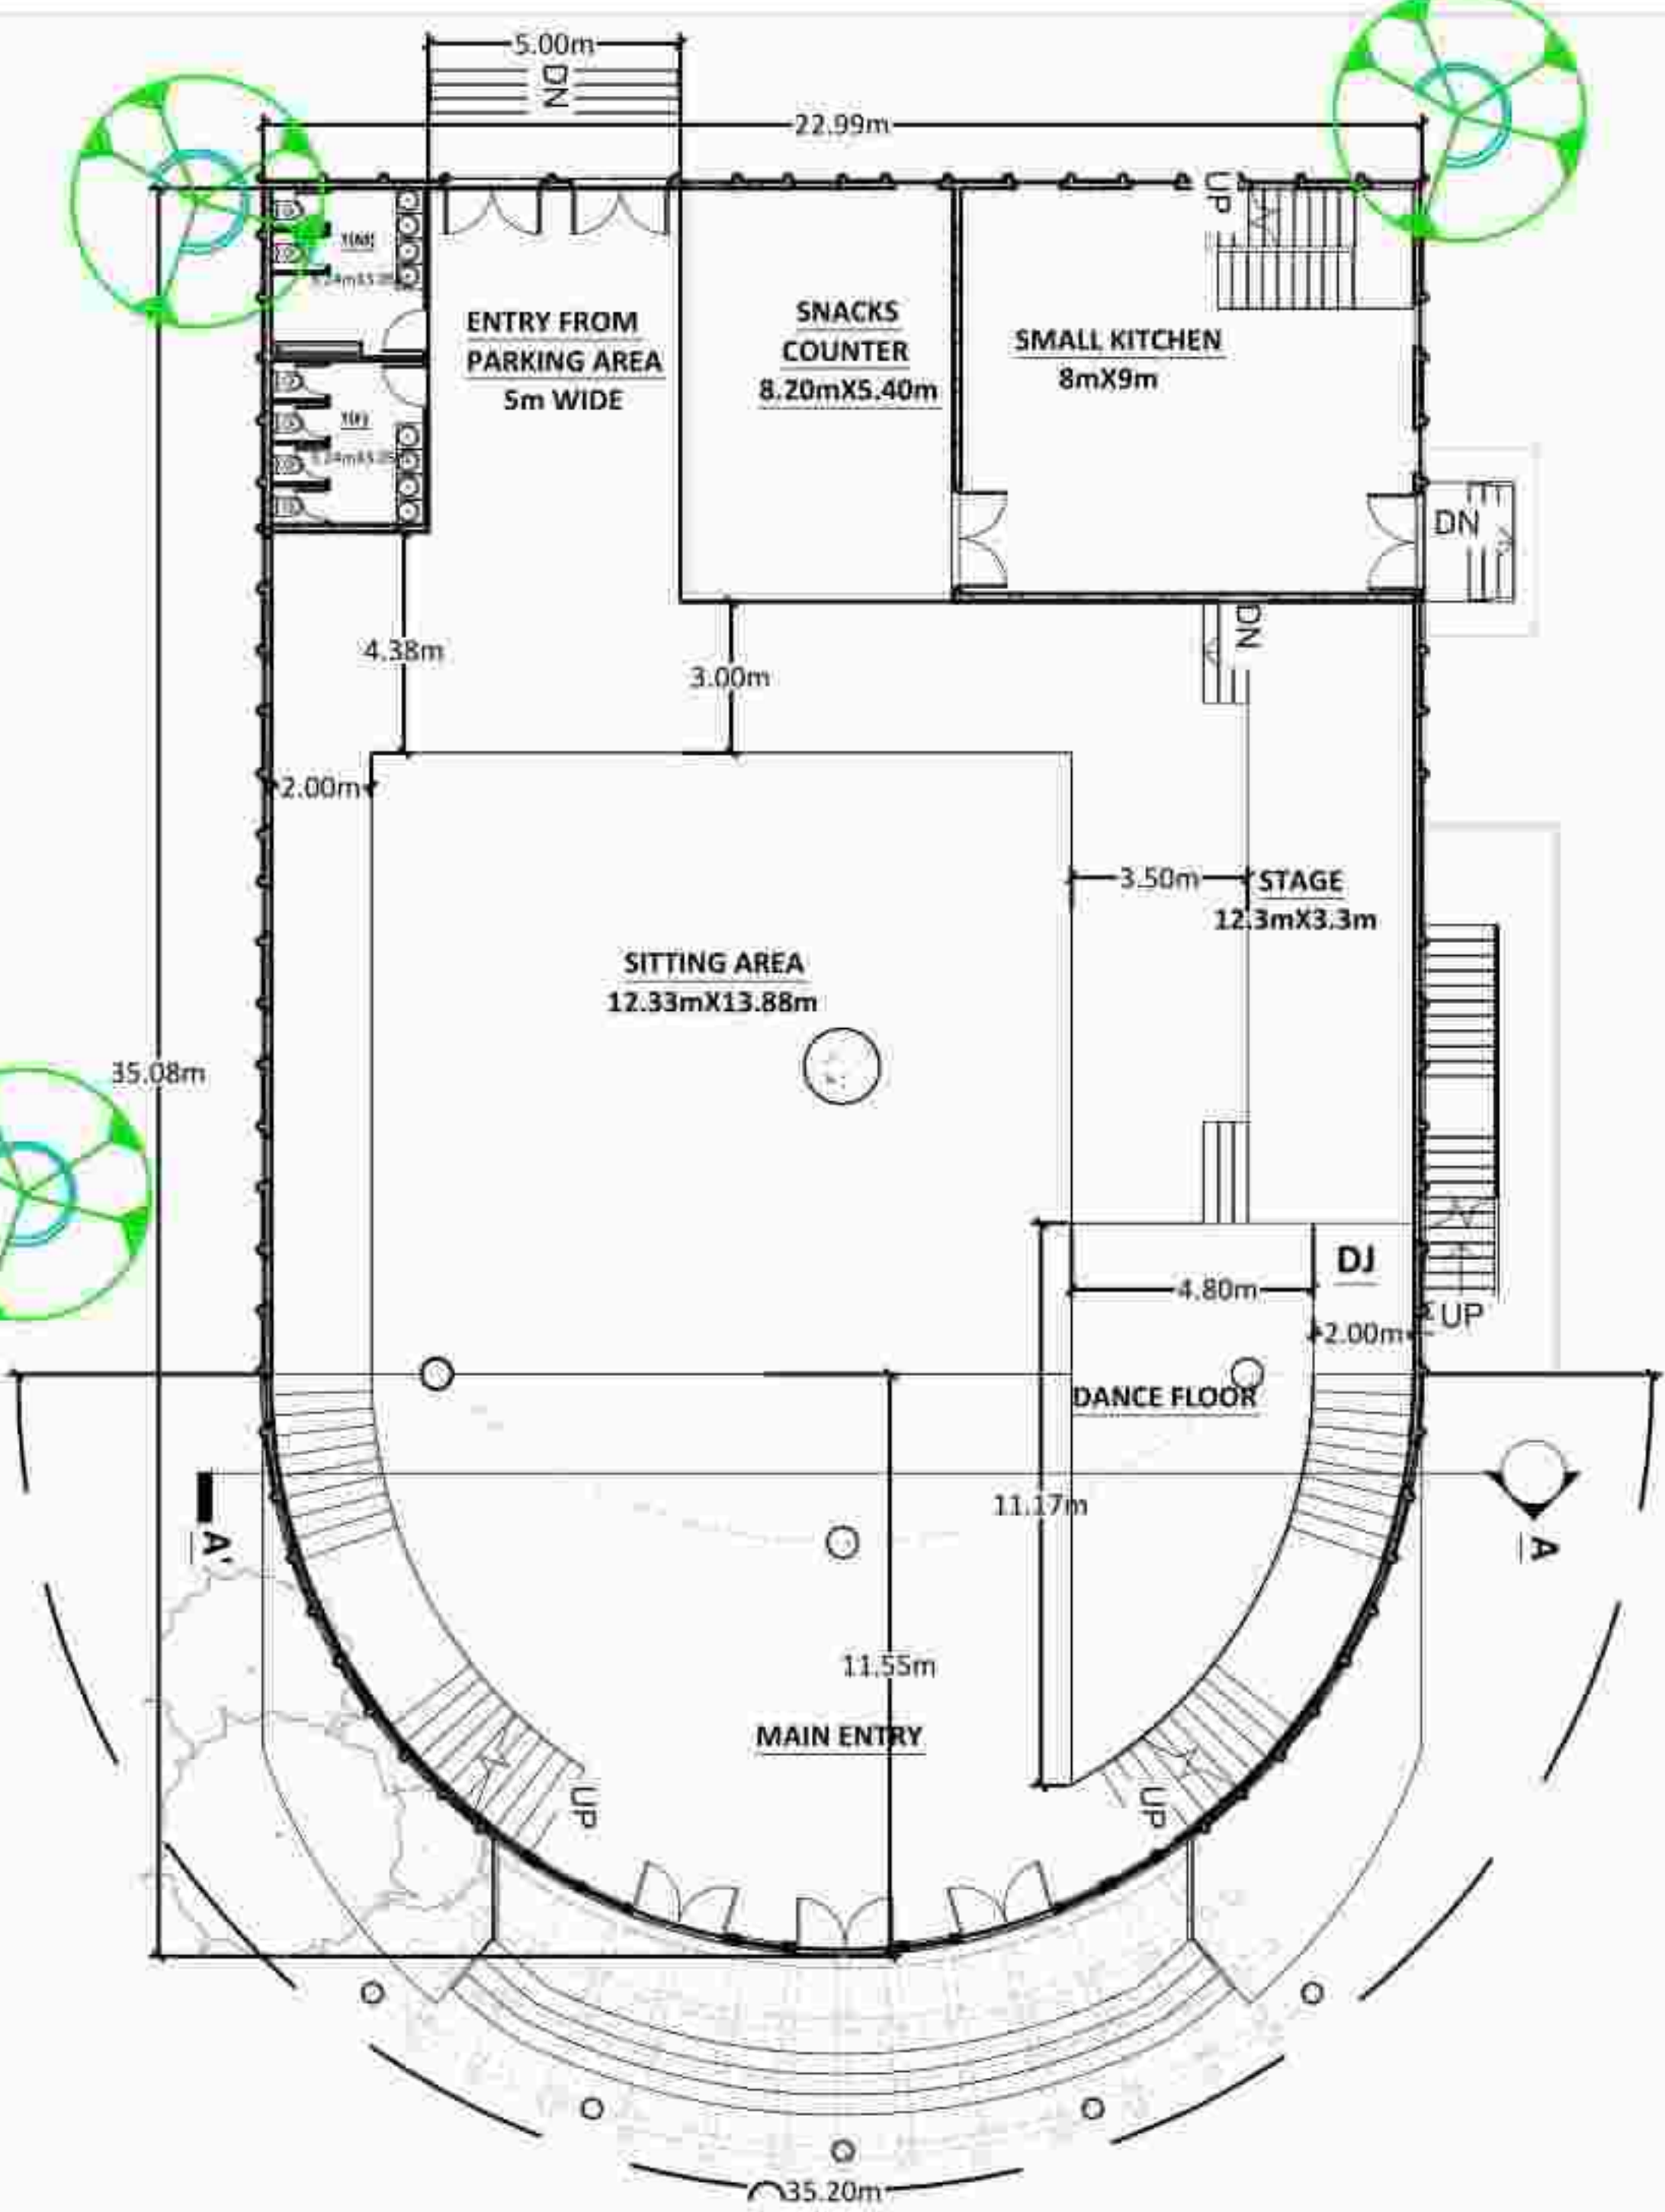 5.00m
DN
22.99m
UP
T(M)
ENTRY FROM
PARKING AREA
5m WIDE
SNACKS
COUNTER
8.20mX5.40m
SMALL KITCHEN
8mX9m
T(F)
DN
DN
4.38m
3.00m
2.00m
3.50m
STAGE
12.3mX3.3m
SITTING AREA
12.33mX13.88m
35.08m
DJ
4.80m
UP
2.00m
DANCE FLOOR
11.17m
A'
A
11.55m
MAIN ENTRY
UP
UP
35.20m